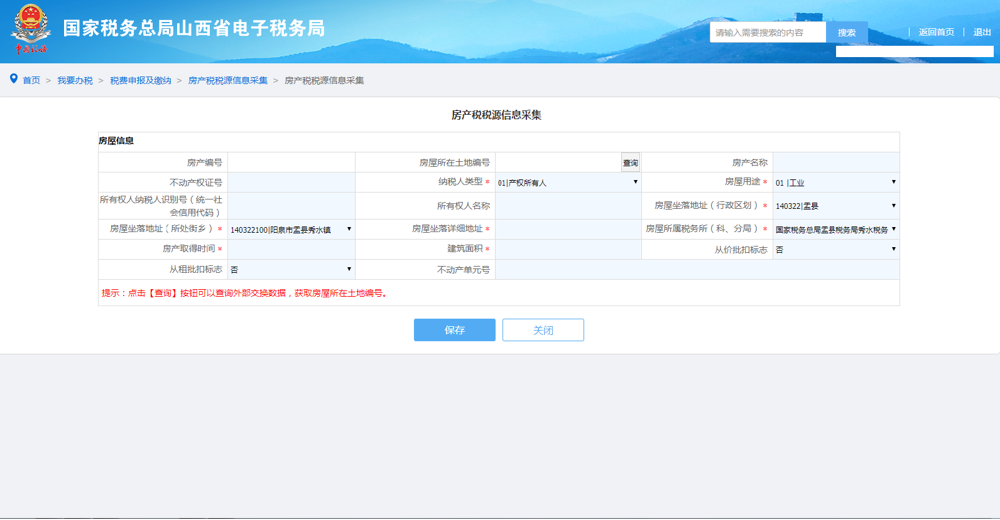 国家税务总局山西省电子税务局
中国税务
请输入需要搜索的内容 搜索 返回首页 退出
首页 > 我要办税 > 税费申报及缴纳 > 房产税税源信息采集 > 房产税税源信息采集
房产税税源信息采集
房屋信息
房产编号 房屋所在土地编号 查询 房产名称
不动产权证号 纳税人类型 * 01|产权所有人 房屋用途 * 01 |工业
所有权人纳税人识别号（统一社
会信用代码） 所有权人名称 房屋坐落地址（行政区划） * 140322|盂县
房屋坐落地址（所处街乡） * 140322100|阳泉市盂县秀水镇 房屋坐落详细地址 * 房屋所属税务所（科、分局） * 国家税务总局盂县税务局秀水税务
房产取得时间 * 建筑面积 * 从价批扣标志 否
从租批扣标志 否 不动产单元号
提示：点击【查询】按钮可以查询外部交换数据，获取房屋所在土地编号。
保存 关闭